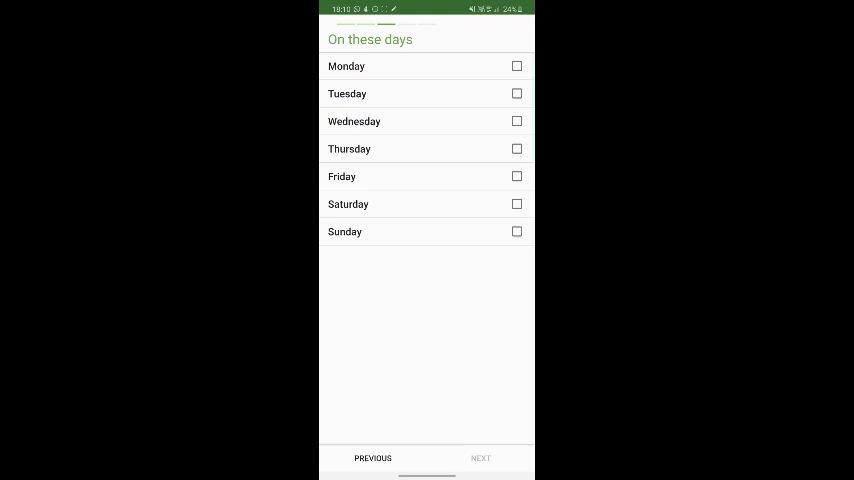 18:10 24%
On these days
Monday
Tuesday
Wednesday
Thursday
Friday
Saturday
Sunday
PREVIOUS NEXT